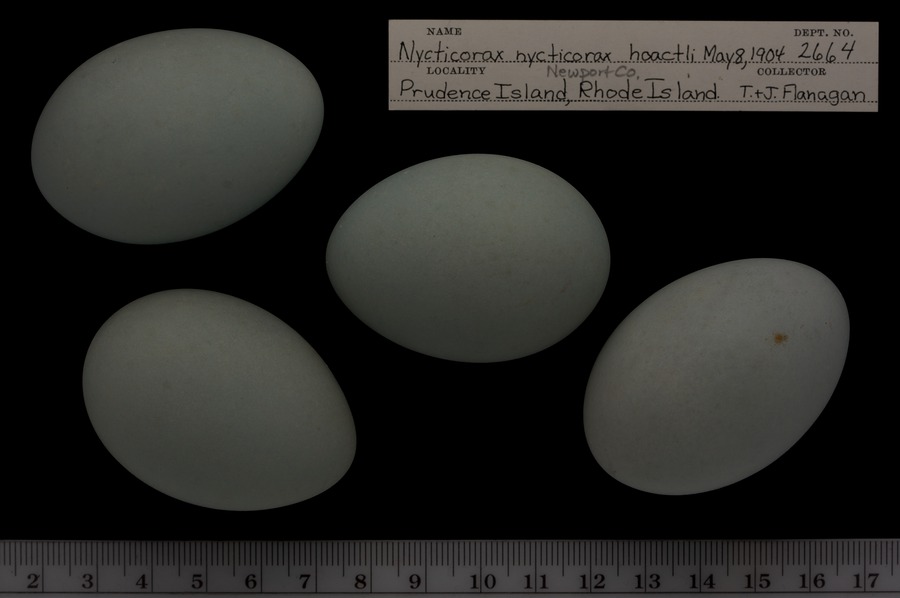 NAME DEPT. NO.
Nycticorax nycticorax hoactli May 8, 1904 2664
LOCALITY Newport Co. COLLECTOR
Prudence Island, Rhode Island. T.+J. Flanagan
2 3 4 5 6 7 8 9 10 11 12 13 14 15 16 17